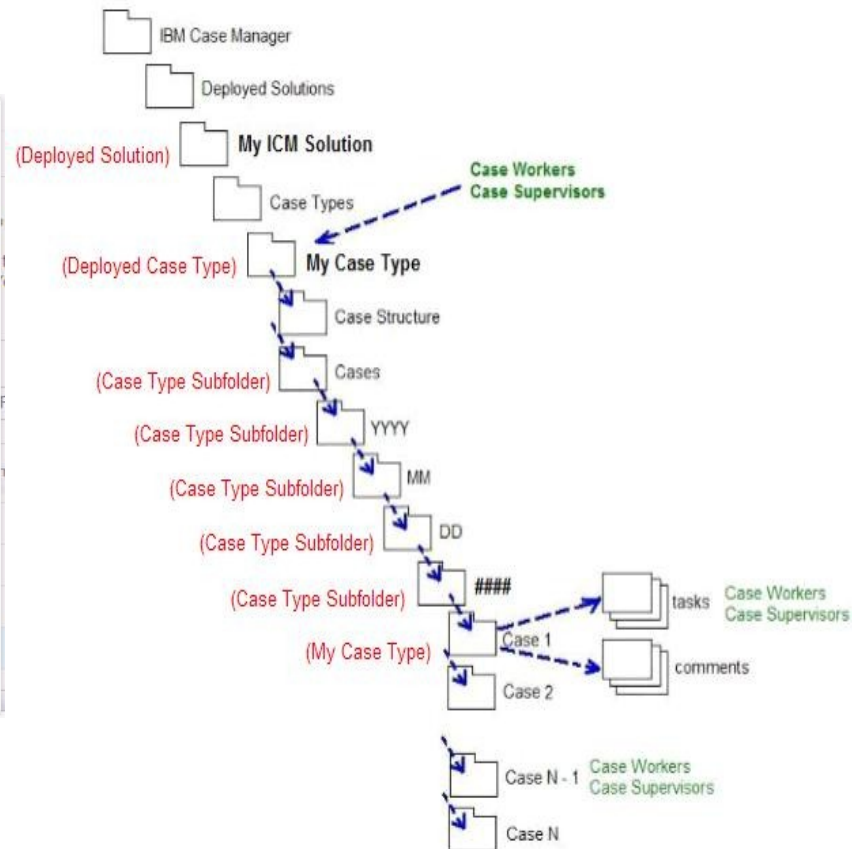 IBM Case Manager
Deployed Solutions
(Deployed Solution) My ICM Solution
Case Workers
Case Supervisors
Case Types
(Deployed Case Type) My Case Type
Case Structure
(Case Type Subfolder) Cases
(Case Type Subfolder) YYYY
(Case Type Subfolder) MM
(Case Type Subfolder) DD
(Case Type Subfolder) ####
tasks Case Workers
Case Supervisors
(My Case Type) Case 1
comments
Case 2
Case N - 1 Case Workers
Case Supervisors
Case N